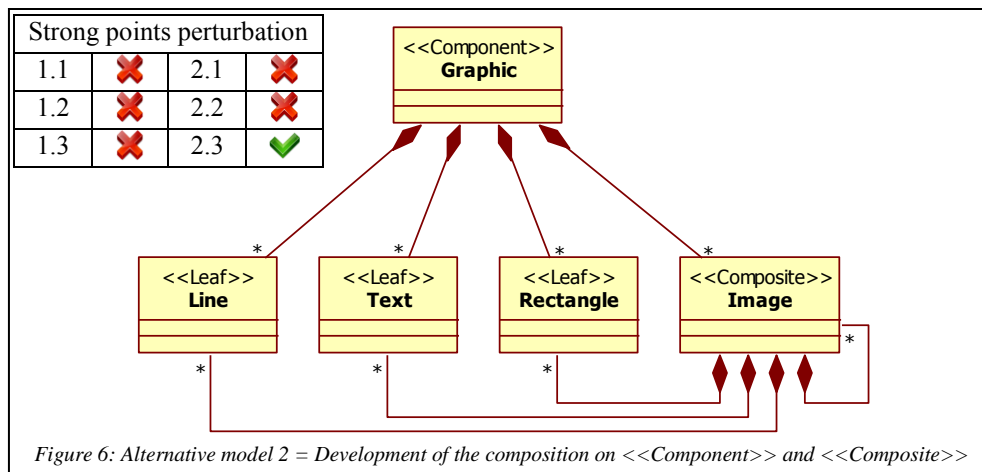 Strong points perturbation
1.1 2.1
1.2 2.2
1.3 2.3
<<Component>>
Graphic
* * * *
<<Leaf>> <<Leaf>> <<Leaf>> <<Composite>>
Line Text Rectangle Image
*
* * *
Figure 6: Alternative model 2 = Development of the composition on <<Component>> and <<Composite>>